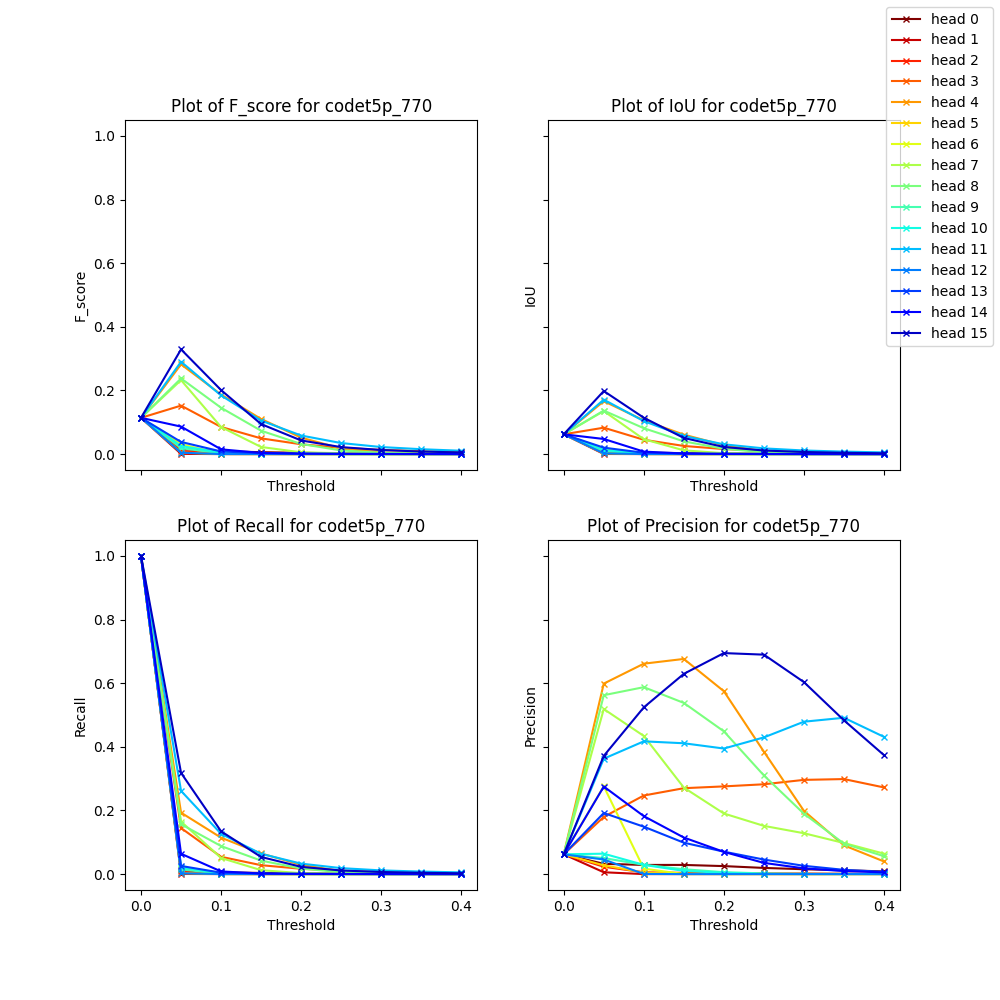 head 0
head 1
head 2
head 3
head 4
head 5
head 6
head 7
head 8
head 9
head 10
head 11
head 12
head 13
head 14
head 15
Plot of F_score for codet5p_770
1.0
0.8
0.6
0.4
0.2
0.0
F_score
Threshold
Plot of IoU for codet5p_770
IoU
Threshold
Plot of Recall for codet5p_770
1.0
0.8
0.6
0.4
0.2
0.0
Recall
0.0 0.1 0.2 0.3 0.4
Threshold
Plot of Precision for codet5p_770
Precision
0.0 0.1 0.2 0.3 0.4
Threshold